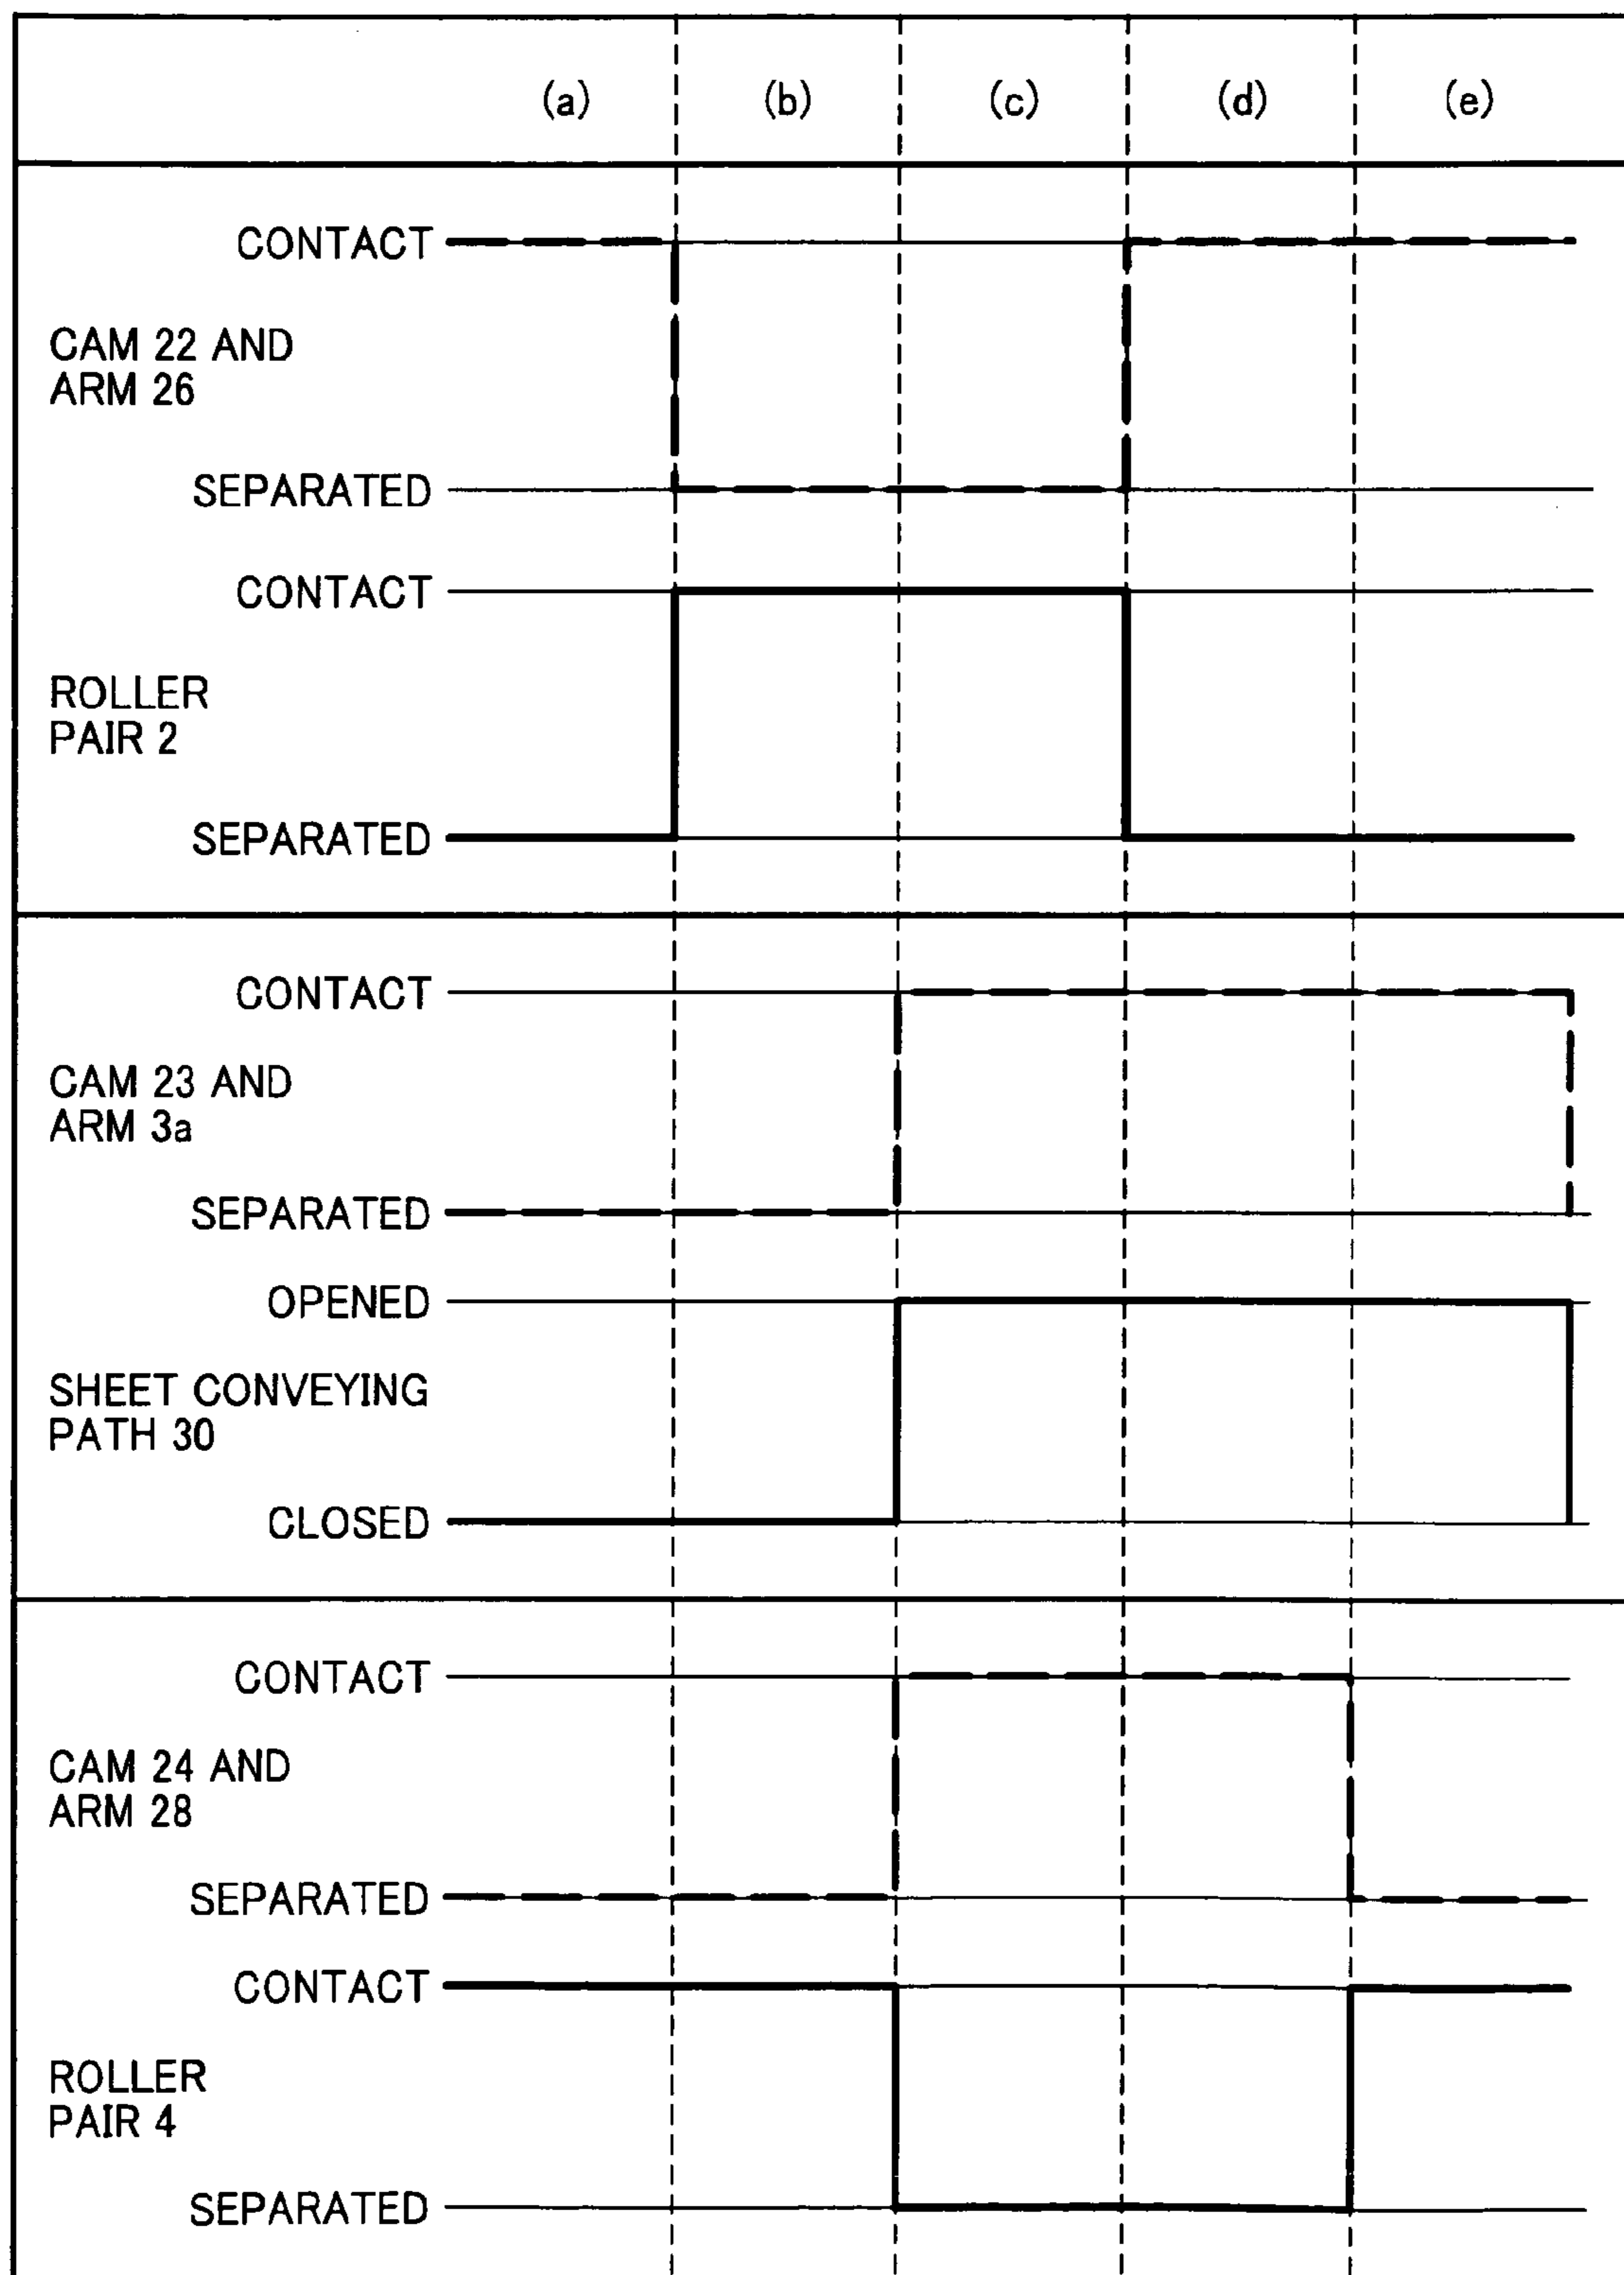 (a) (b) (c) (d) (e)
CONTACT
CAM 22 AND
ARM 26
SEPARATED
CONTACT
ROLLER
PAIR 2
SEPARATED
CONTACT
CAM 23 AND
ARM 3a
SEPARATED
OPENED
SHEET CONVEYING
PATH 30
CLOSED
CONTACT
CAM 24 AND
ARM 28
SEPARATED
CONTACT
ROLLER
PAIR 4
SEPARATED